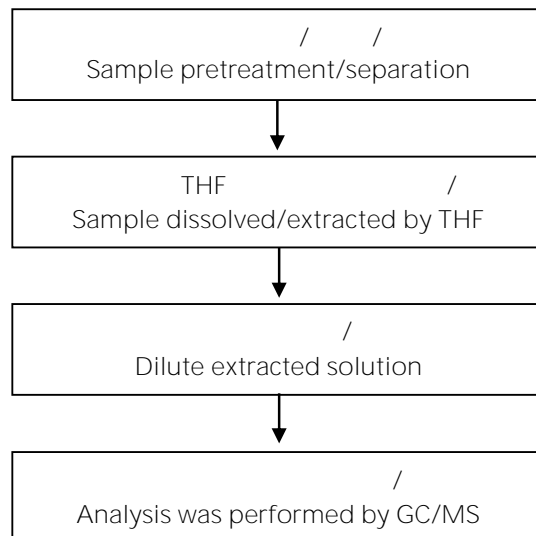 / /
Sample pretreatment/separation
THF /
Sample dissolved/extracted by THF
/
Dilute extracted solution
/
Analysis was performed by GC/MS